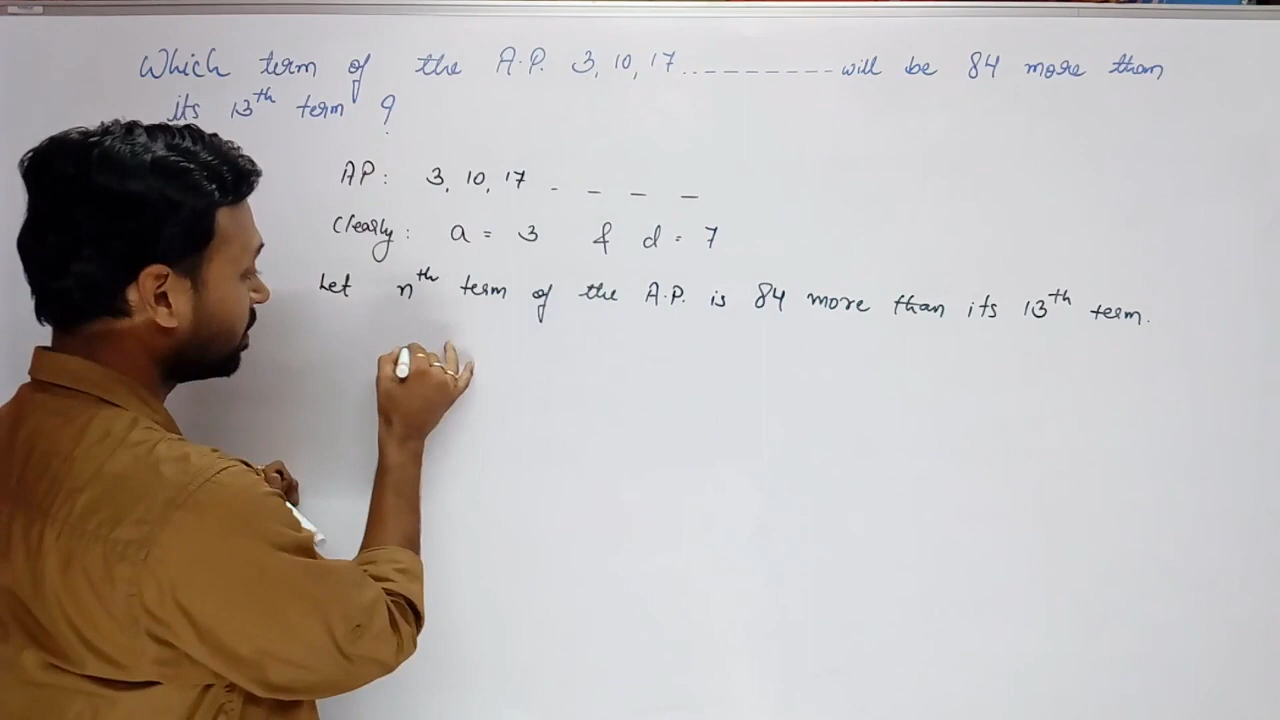 Which term of the A.P. 3, 10, 17 .--------- will be 84 more than
its 13th term ?
AP: 3, 10, 17 - - - -
Clearly: a = 3 & d = 7
Let nth term of the A.P. is 84 more than its 13th term.